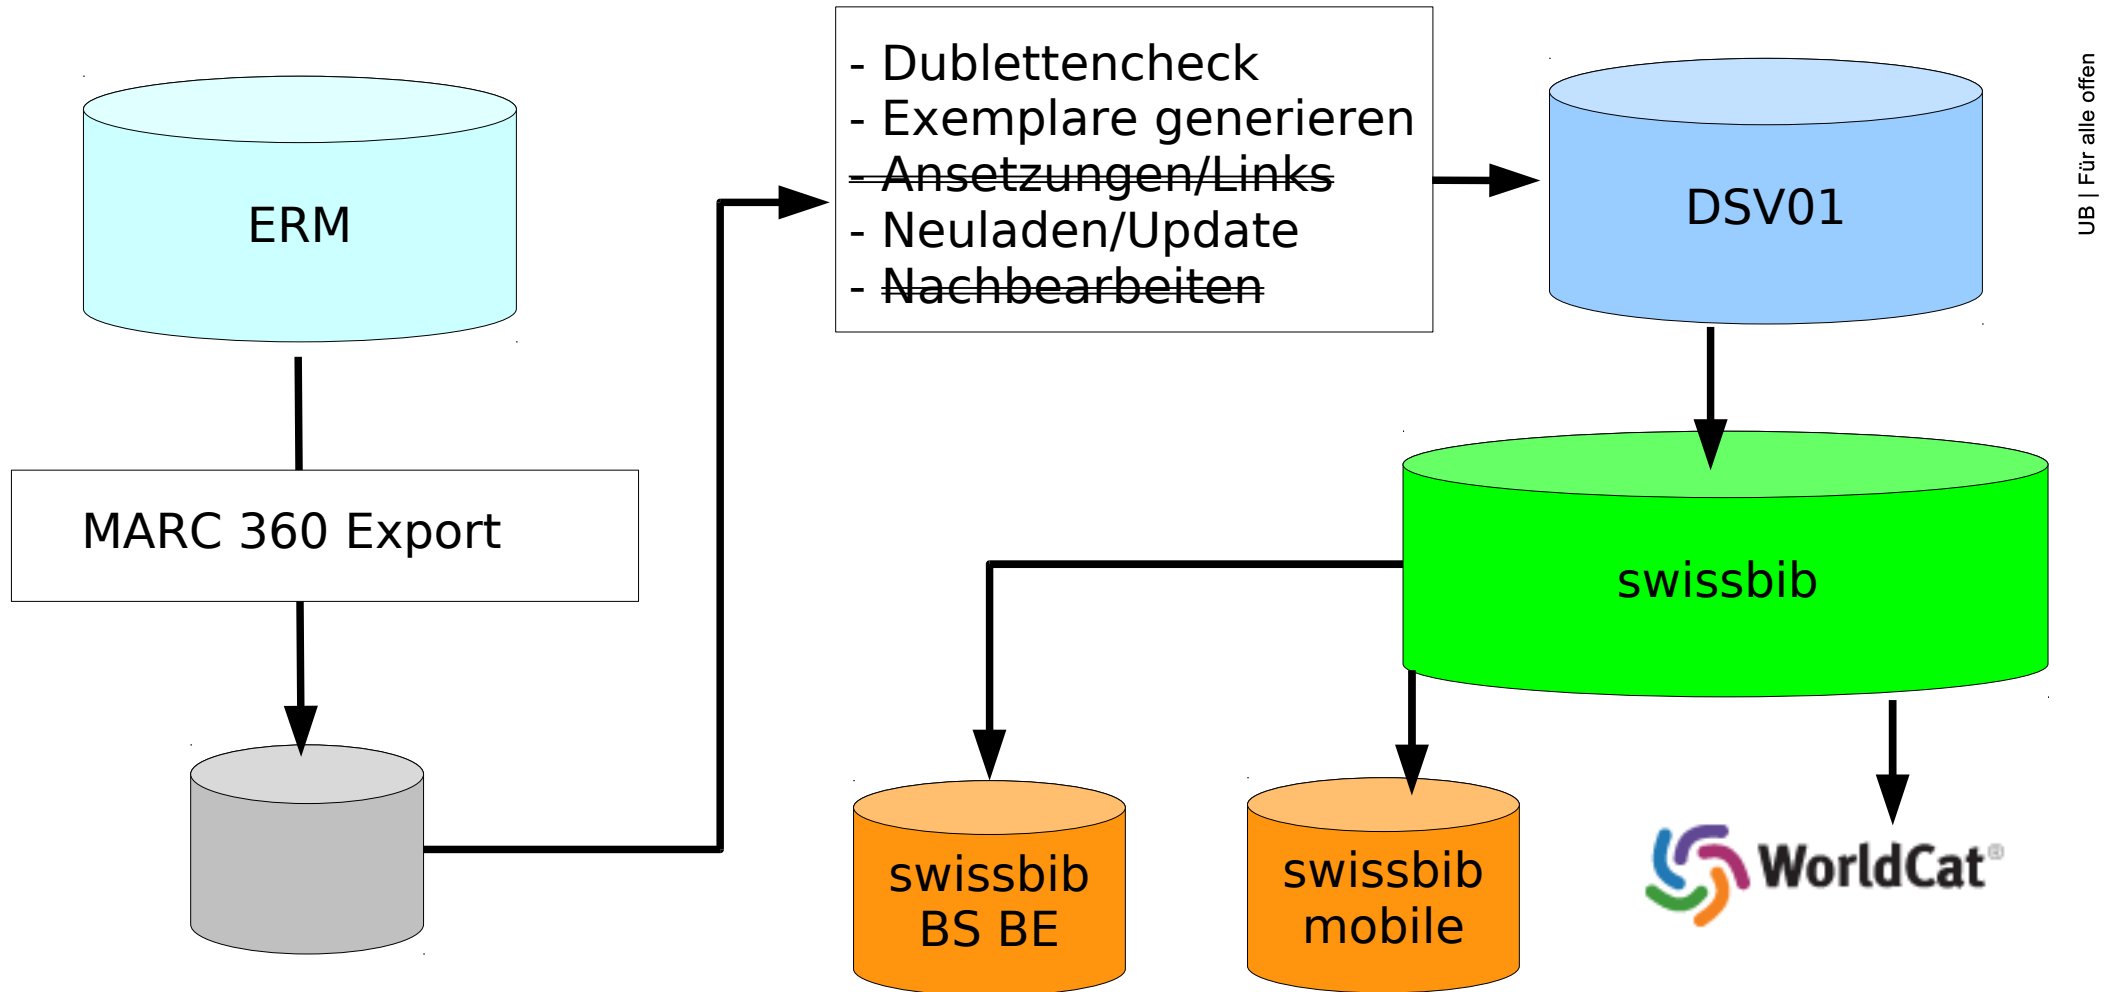 ERM
MARC 360 Export
- Dublettencheck
- Exemplare generieren
- Ansetzungen/Links
- Neuladen/Update
- Nachbearbeiten
DSV01
swissbib
swissbib
BS BE
swissbib
mobile
WorldCat®
UB | Für alle offen